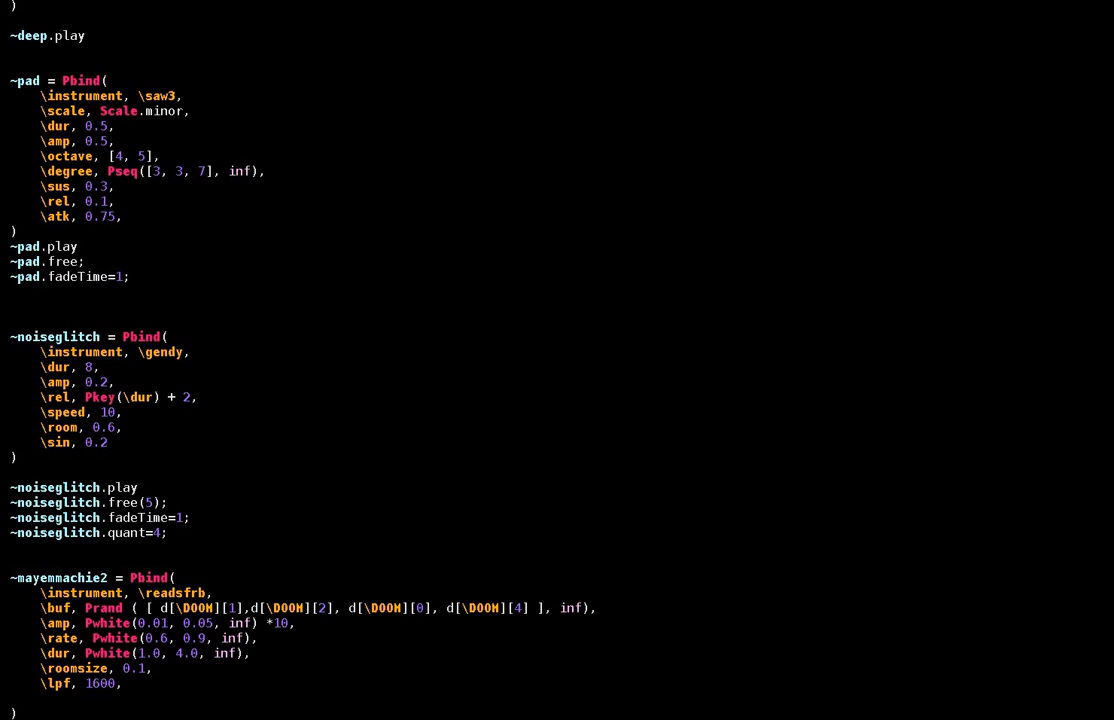 )
~deep.play
~pad = Pbind(
\instrument, \saw3,
\scale, Scale.minor,
\dur, 0.5,
\amp, 0.5,
\octave, [4, 5],
\degree, Pseq([3, 3, 7], inf),
\sus, 0.3,
\rel, 0.1,
\atk, 0.75,
)
~pad.play
~pad.free;
~pad.fadeTime=1;
~noiseglitch = Pbind(
\instrument, \gendy,
\dur, 8,
\amp, 0.2,
\rel, Pkey(\dur) + 2,
\speed, 10,
\room, 0.6,
\sin, 0.2
)
~noiseglitch.play
~noiseglitch.free(5);
~noiseglitch.fadeTime=1;
~noiseglitch.quant=4;
~mayemmachie2 = Pbind(
\instrument, \readsfrb,
\buf, Prand ( [ d[\DOOM][1],d[\DOOM][2], d[\DOOM][0], d[\DOOM][4] ], inf),
\amp, Pwhite(0.01, 0.05, inf) *10,
\rate, Pwhite(0.6, 0.9, inf),
\dur, Pwhite(1.0, 4.0, inf),
\roomsize, 0.1,
\lpf, 1600,
)